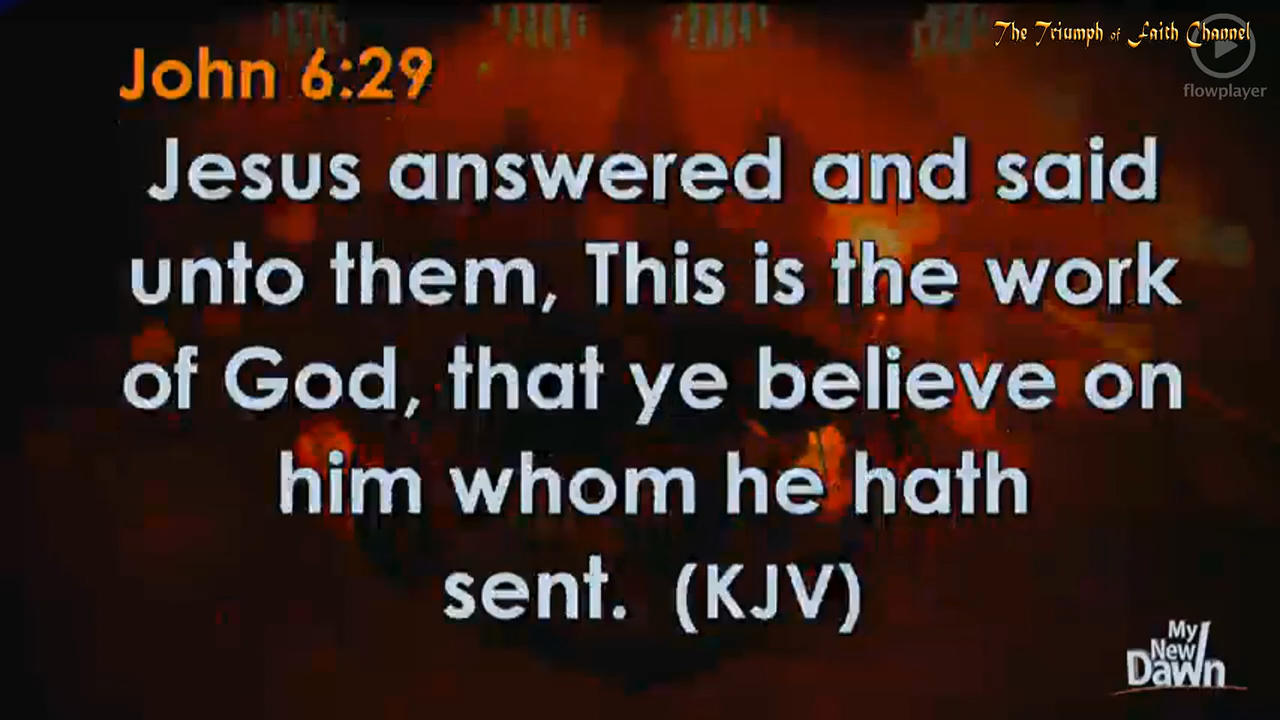 The Triumph of Faith Channel
flowplayer
John 6:29
Jesus answered and said
unto them, This is the work
of God, that ye believe on
him whom he hath
sent. (KJV)
My
New
Dawn